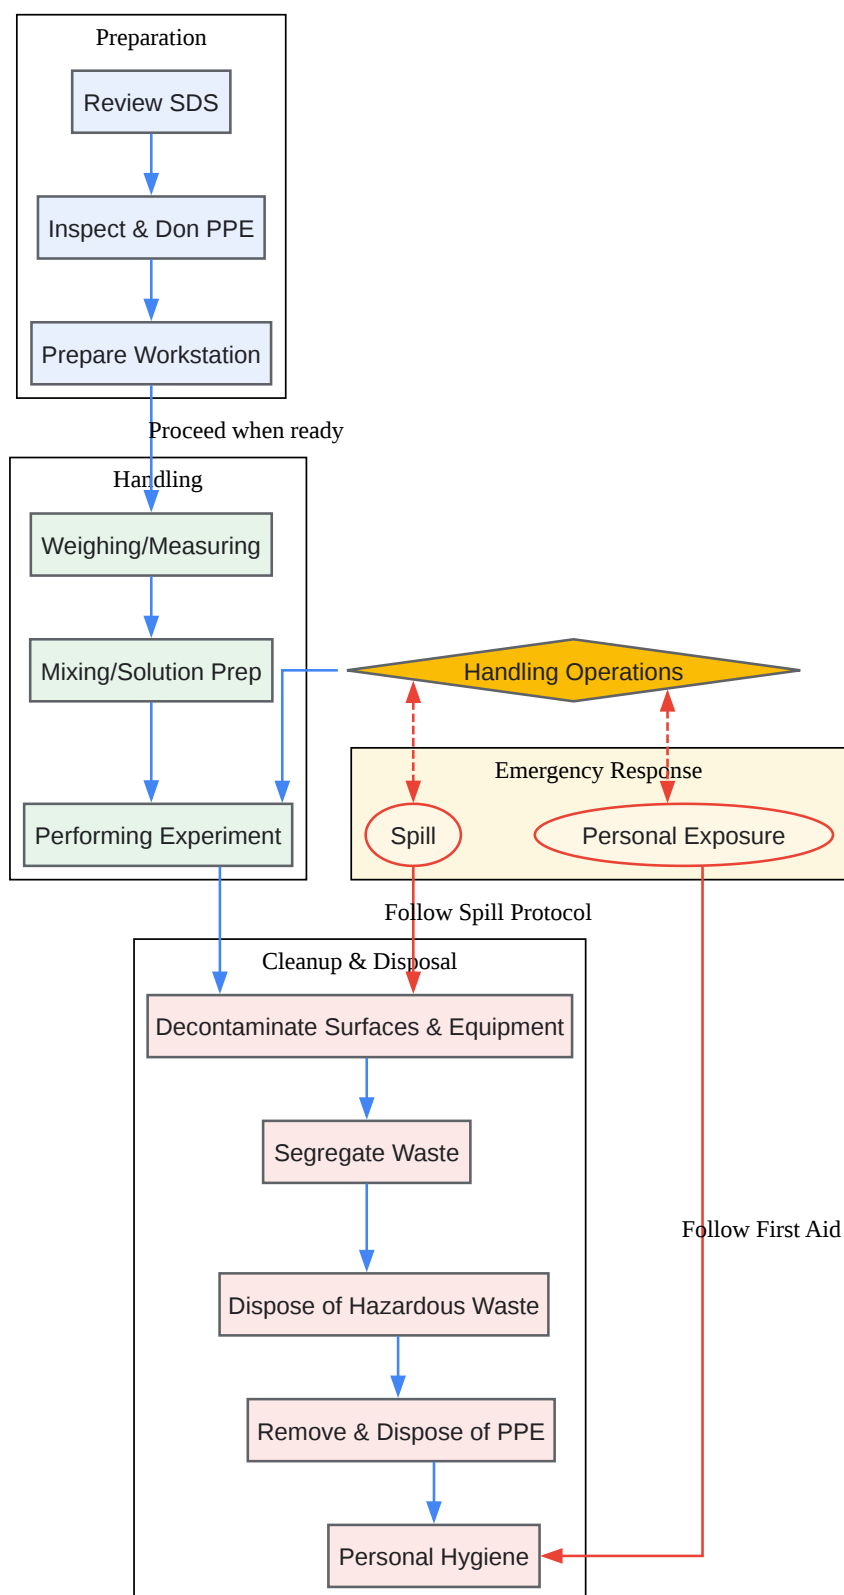 Preparation
Review SDS
Inspect & Don PPE
Prepare Workstation
Proceed when ready
Handling
Weighing/Measuring
Mixing/Solution Prep
Handling Operations
Emergency Response
Performing Experiment
Spill
Personal Exposure
Follow Spill Protocol
Cleanup & Disposal
Decontaminate Surfaces & Equipment
Segregate Waste
Follow First Aid
Dispose of Hazardous Waste
Remove & Dispose of PPE
Personal Hygiene